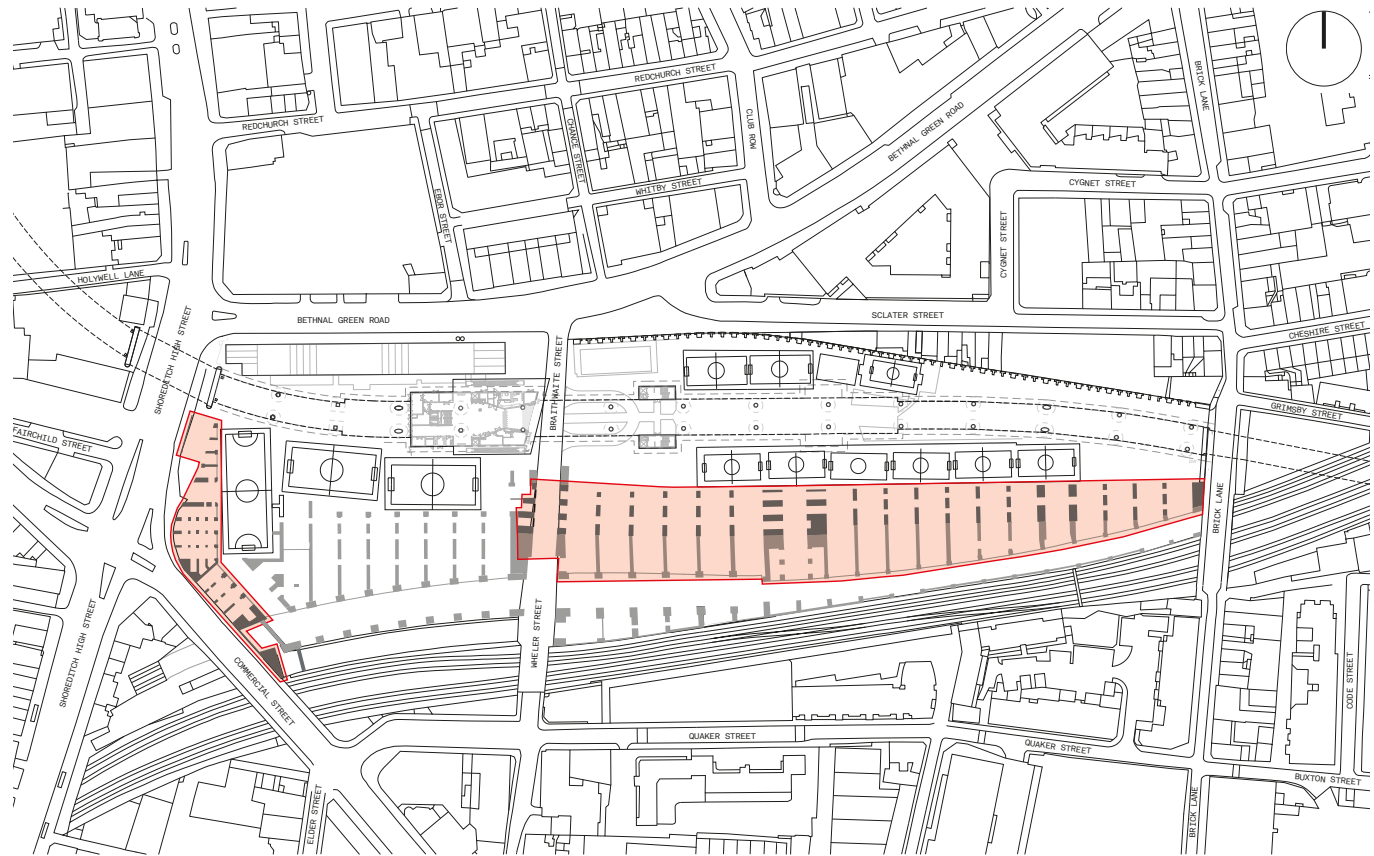 BRICK LANE
REDCHURCH STREET
REDCHURCH STREET
CLUB ROW
BETHNAL GREEN ROAD
CHANCE STREET
WHITBY STREET
CYGNET STREET
EBOR STREET
CYGNET STREET
HOLYWELL LANE
SHOREDITCH HIGH STREET
BETHNAL GREEN ROAD
SCLATER STREET
CHESHIRE STREET
BRAITHWAITE STREET
GRIMSBY STREET
FAIRCHILD STREET
BRICK LANE
WHELER STREET
SHOREDITCH HIGH STREET
COMMERCIAL STREET
CODE STREET
QUAKER STREET
QUAKER STREET
BUXTON STREET
ELDER STREET
BRICK LANE